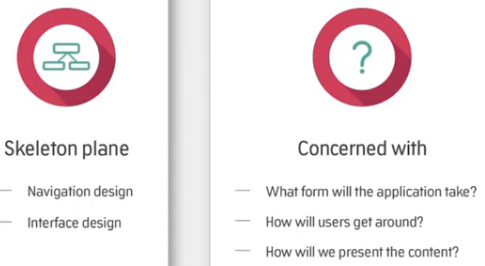 Skeleton plane
— Navigation design
— Interface design
?
Concerned with
— What form will the application take?
— How will users get around?
— How will we present the content?